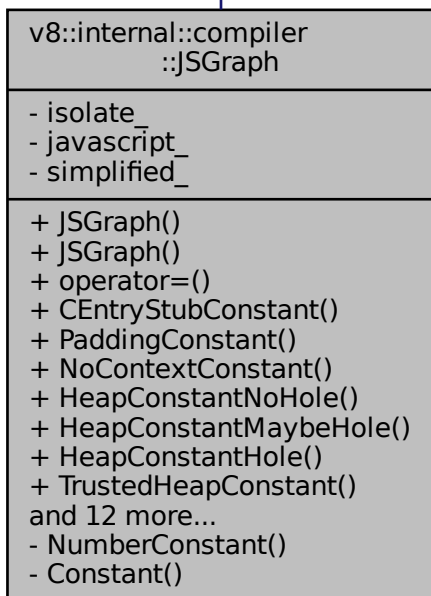 v8::internal::compiler
::JSGraph
- isolate_
- javascript_
- simplified_
+ JSGraph()
+ JSGraph()
+ operator=()
+ CEntryStubConstant()
+ PaddingConstant()
+ NoContextConstant()
+ HeapConstantNoHole()
+ HeapConstantMaybeHole()
+ HeapConstantHole()
+ TrustedHeapConstant()
and 12 more...
- NumberConstant()
- Constant()